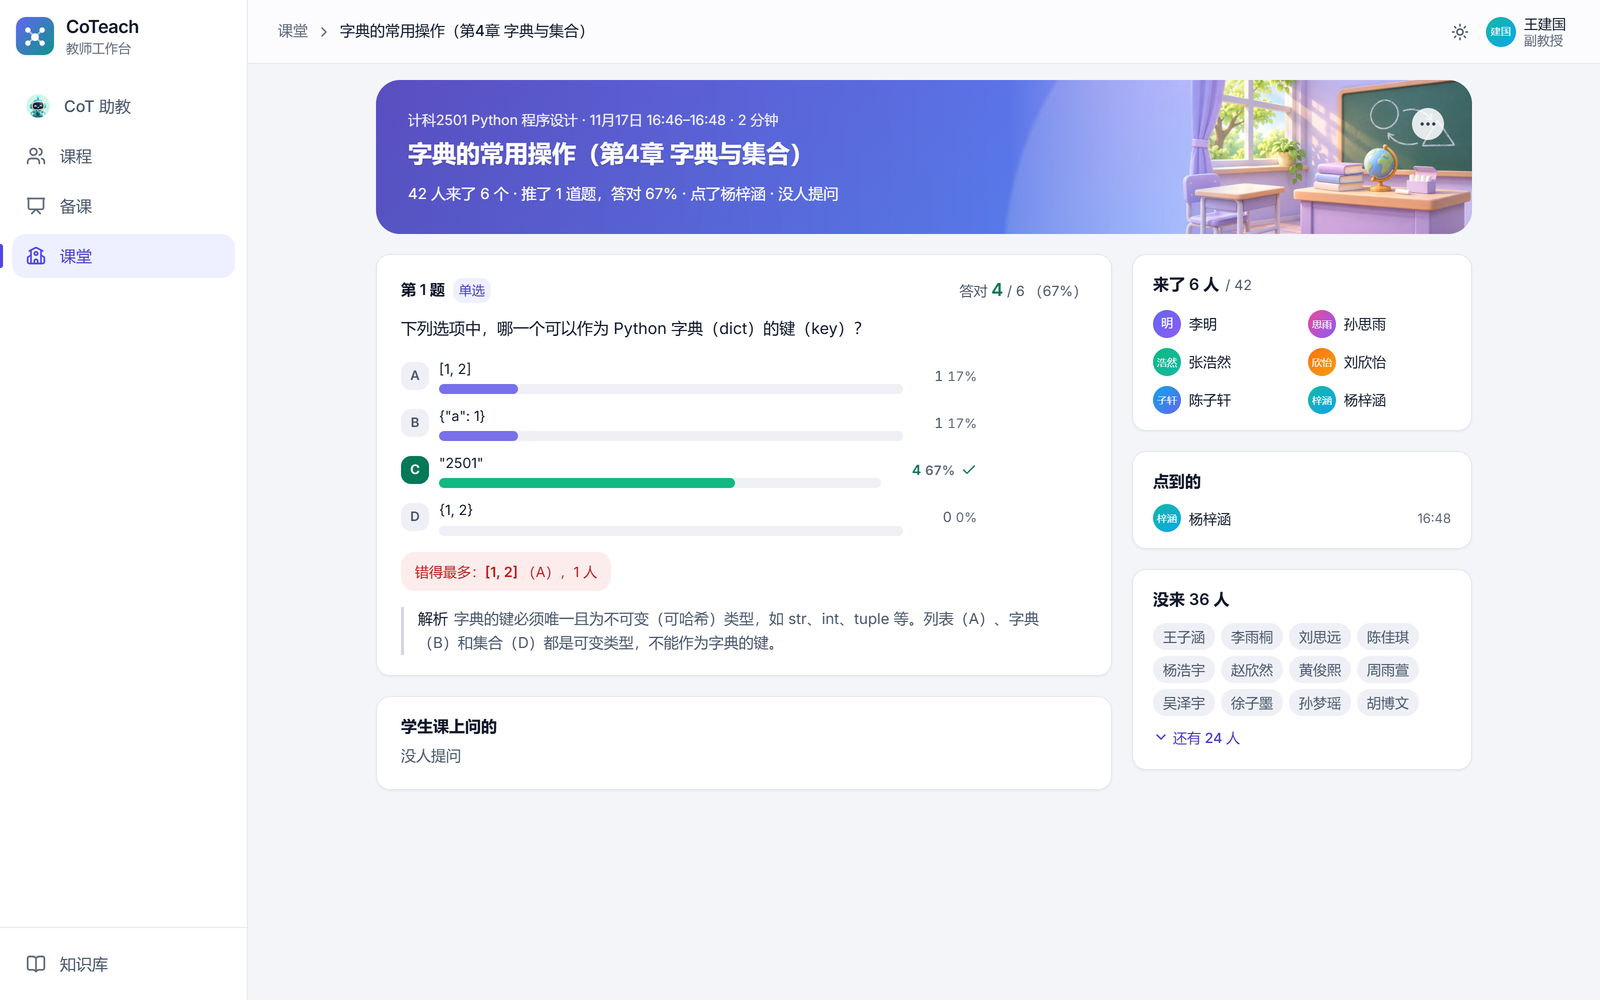 CoTeach
教师工作台
CoT 助教
课程
备课
课堂
知识库
课堂 > 字典的常用操作（第4章 字典与集合）
建国
王建国
副教授
计科2501 Python 程序设计 · 11月17日 16:46–16:48 · 2 分钟
字典的常用操作（第4章 字典与集合）
42 人来了 6 个 · 推了 1 道题，答对 67% · 点了杨梓涵 · 没人提问
第 1 题 单选 答对 4 / 6 （67%）
下列选项中，哪一个可以作为 Python 字典（dict）的键（key）？
A [1, 2] 1 17%
B {"a": 1} 1 17%
C "2501" 4 67%
D {1, 2} 0 0%
错得最多：[1, 2] （A），1 人
解析 字典的键必须唯一且为不可变（可哈希）类型，如 str、int、tuple 等。列表（A）、字典
（B）和集合（D）都是可变类型，不能作为字典的键。
学生课上问的
没人提问
来了 6 人 / 42
明 李明 思雨 孙思雨
浩然 张浩然 欣怡 刘欣怡
子轩 陈子轩 梓涵 杨梓涵
点到的
梓涵 杨梓涵 16:48
没来 36 人
王子涵 李雨桐 刘思远 陈佳琪
杨浩宇 赵欣然 黄俊熙 周雨萱
吴泽宇 徐子墨 孙梦瑶 胡博文
还有 24 人